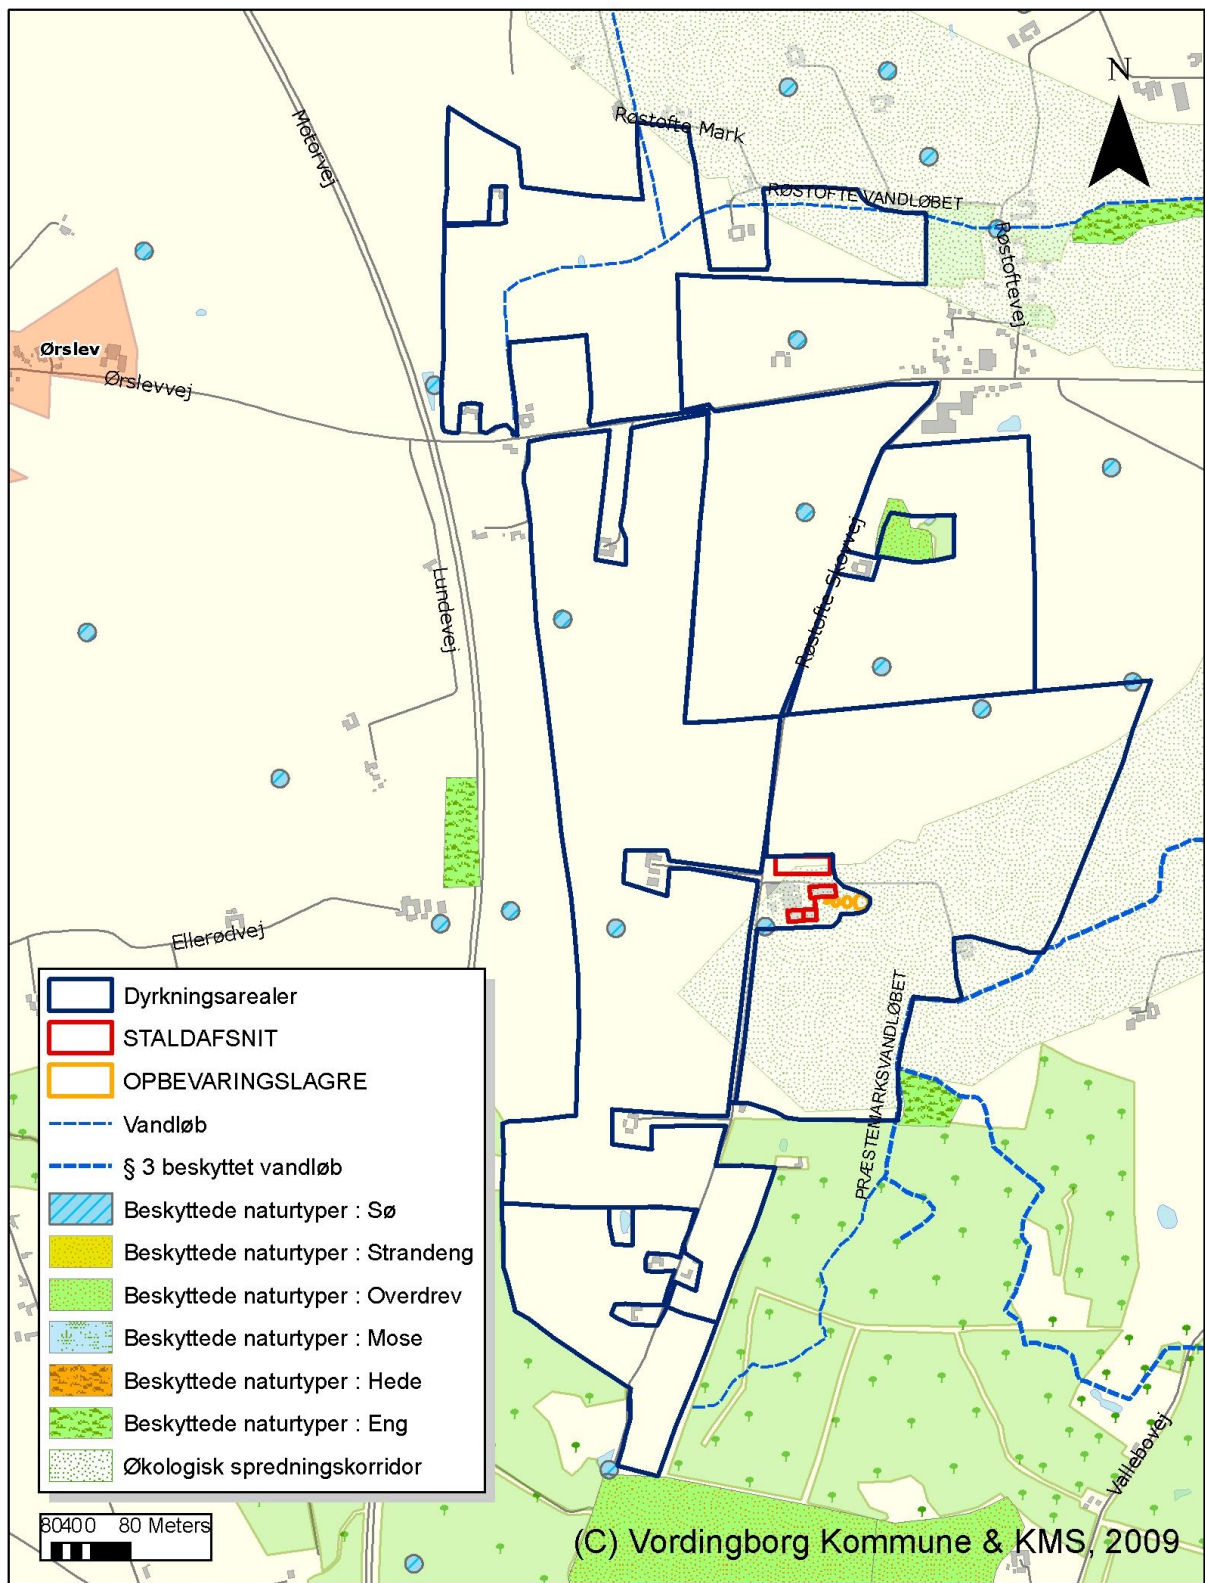 N
Motorvej
Røstofte Mark
RØSTOFTE VANDLØBET
Røstoftevej
Ørslev
Ørslevvej
Røstofte Skovvej
Lundevej
Ellerødvej
PRÆSTEMARKSVANDLØBET
Dyrkningsarealer
STALDAFSNIT
OPBEVARINGSLAGRE
Vandløb
§ 3 beskyttet vandløb
Beskyttede naturtyper : Sø
Beskyttede naturtyper : Strandeng
Beskyttede naturtyper : Overdrev
Beskyttede naturtyper : Mose
Beskyttede naturtyper : Hede
Beskyttede naturtyper : Eng
Økologisk spredningskorridor
Vallebovej
80400 80 Meters
(C) Vordingborg Kommune & KMS, 2009